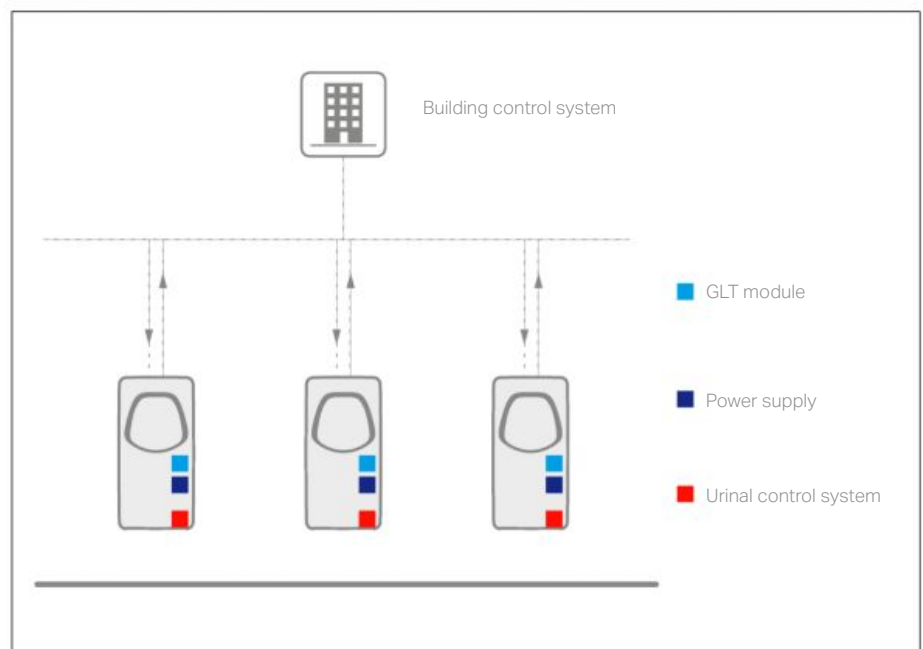 Building control system
GLT module
Power supply
Urinal control system